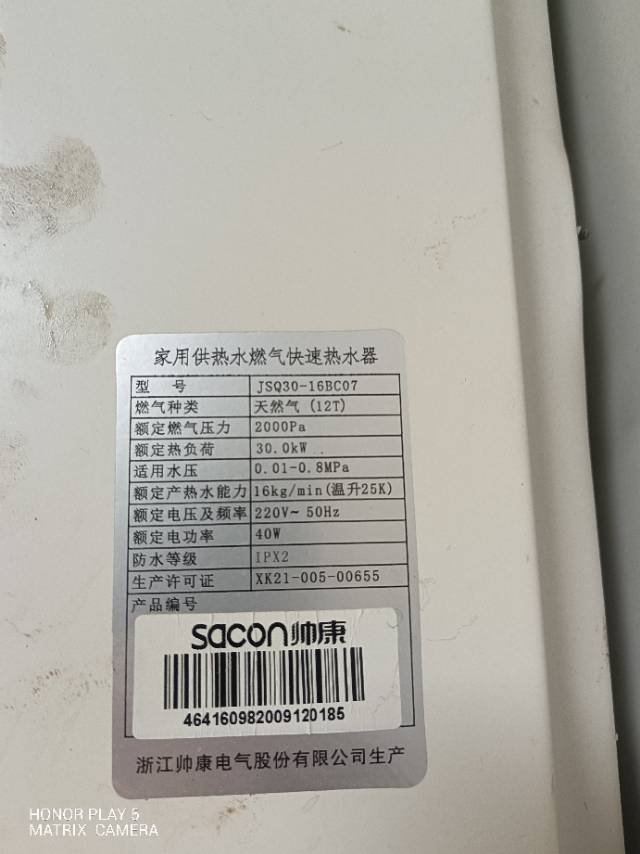 家用供热水燃气快速热水器
型 号 JSQ30-16BC07
燃气种类 天然气 (12T)
额定燃气压力 2000Pa
额定热负荷 30.0kW
适用水压 0.01-0.8MPa
额定产热水能力 16kg/min(温升25K)
额定电压及频率 220V~ 50Hz
额定电功率 40W
防水等级 IPX2
生产许可证 XK21-005-00655
产品编号
sacon帅康
464160982009120185
浙江帅康电气股份有限公司生产
HONOR PLAY 5
MATRIX CAMERA